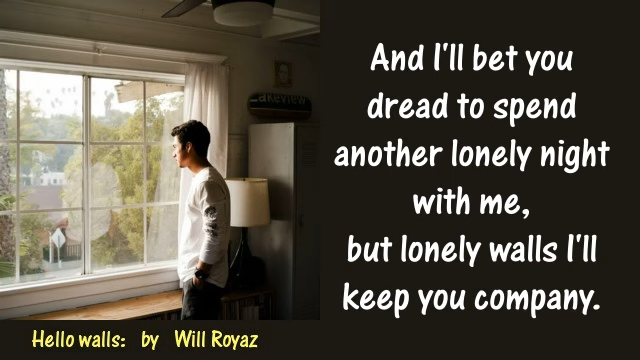 And I'll bet you
dread to spend
another lonely night
with me,
but lonely walls I'll
keep you company.
Lakeview
Hello walls: by Will Royaz